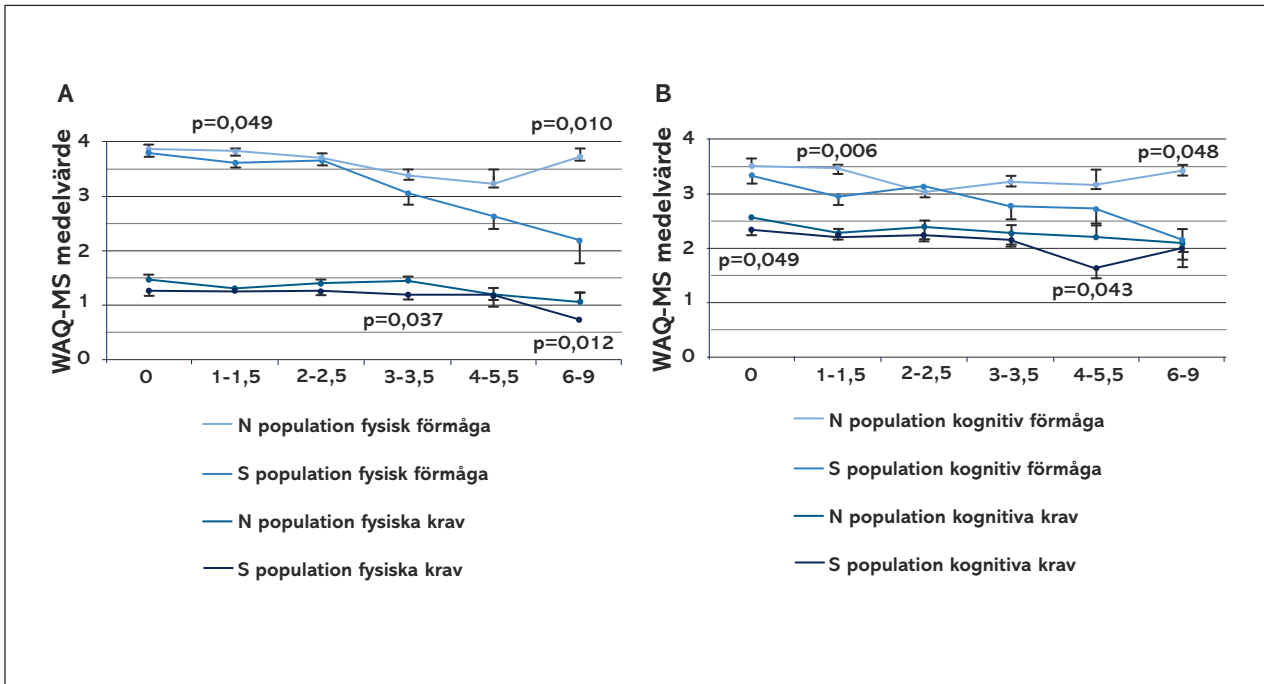 A
WAQ-MS medelvärde
p=0,049
p=0,010
4
3
2
1
0
p=0,037
p=0,012
0 1-1,5 2-2,5 3-3,5 4-5,5 6-9
N population fysisk förmåga
S population fysisk förmåga
N population fysiska krav
S population fysiska krav
B
WAQ-MS medelvärde
p=0,006
p=0,048
4
3
2
1
0
p=0,049
p=0,043
0 1-1,5 2-2,5 3-3,5 4-5,5 6-9
N population kognitiv förmåga
S population kognitiv förmåga
N population kognitiva krav
S population kognitiva krav